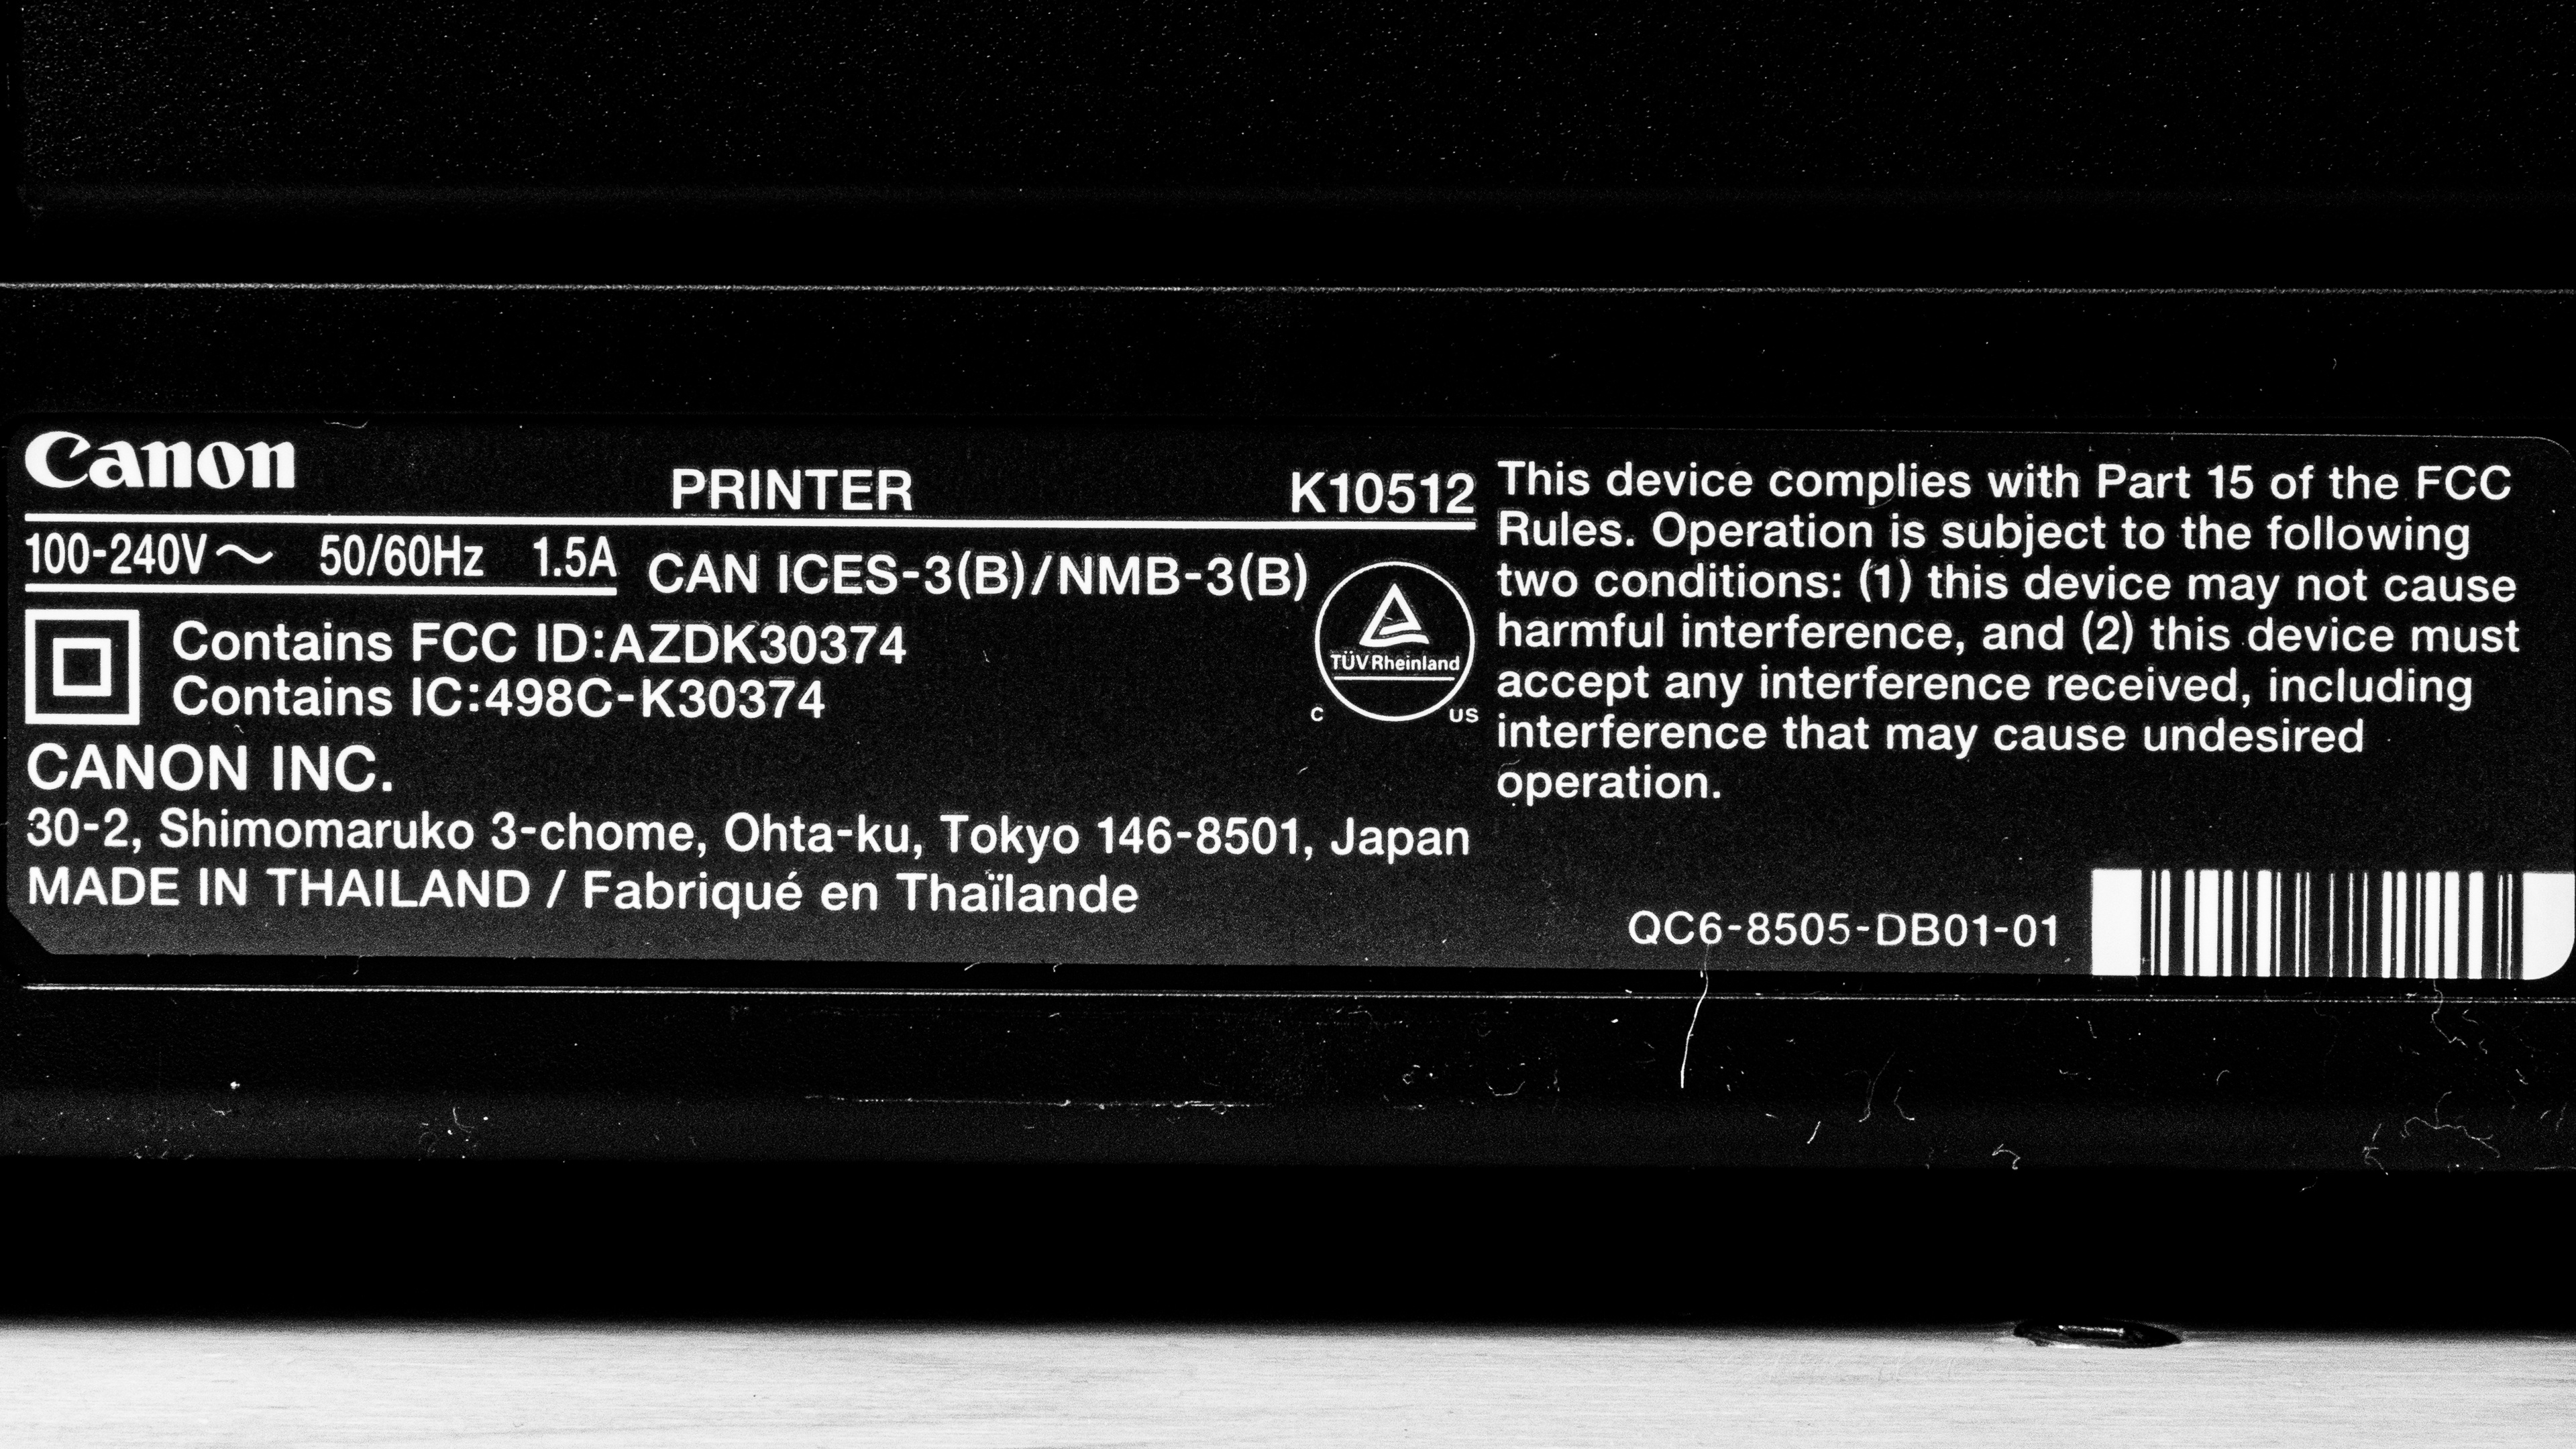 Canon
PRINTER
K10512
100-240V~ 50/60Hz 1.5A
CAN ICES-3(B)/NMB-3(B)
Contains FCC ID:AZDK30374
Contains IC:498C-K30374
TÜVRheinland
C US
CANON INC.
30-2, Shimomaruko 3-chome, Ohta-ku, Tokyo 146-8501, Japan
MADE IN THAILAND / Fabriqué en Thaïlande
This device complies with Part 15 of the FCC
Rules. Operation is subject to the following
two conditions: (1) this device may not cause
harmful interference, and (2) this device must
accept any interference received, including
interference that may cause undesired
operation.
QC6-8505-DB01-01